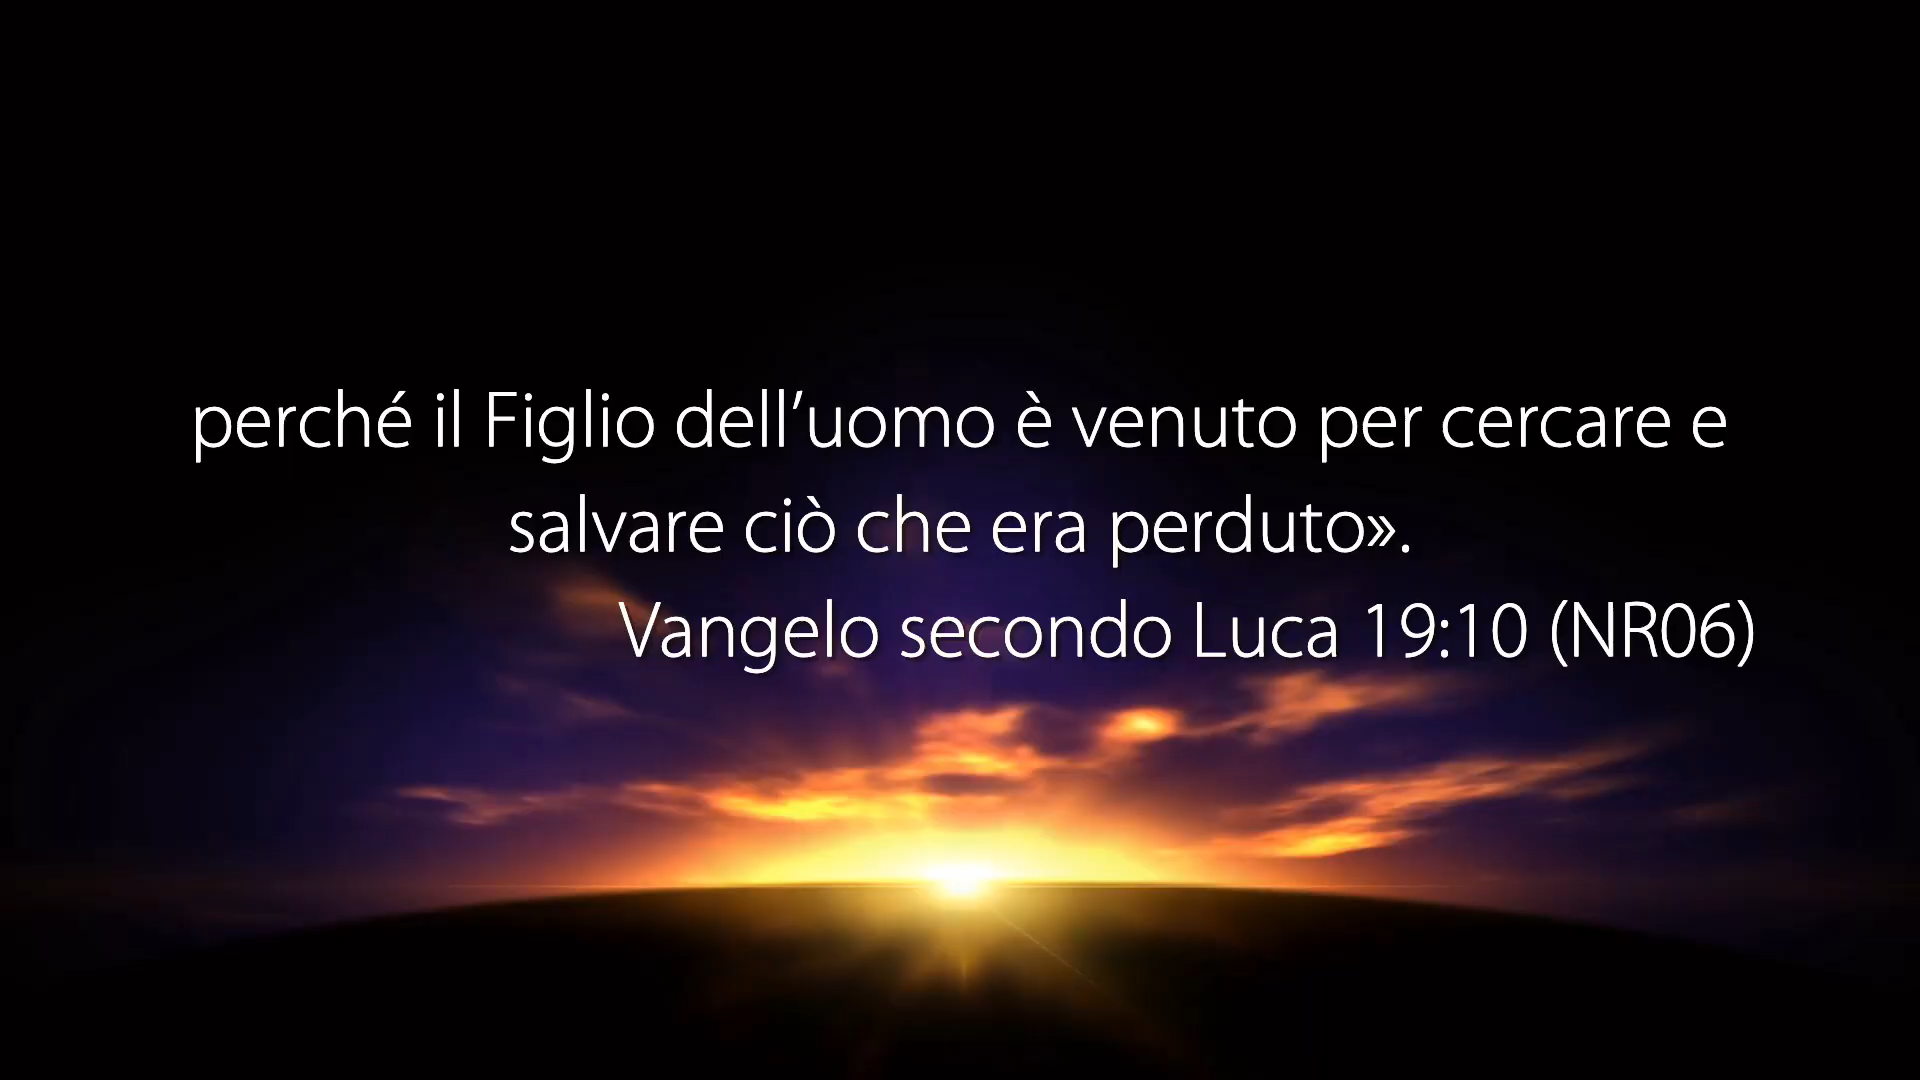 perché il Figlio dell’uomo è venuto per cercare e
salvare ciò che era perduto».
Vangelo secondo Luca 19:10 (NR06)